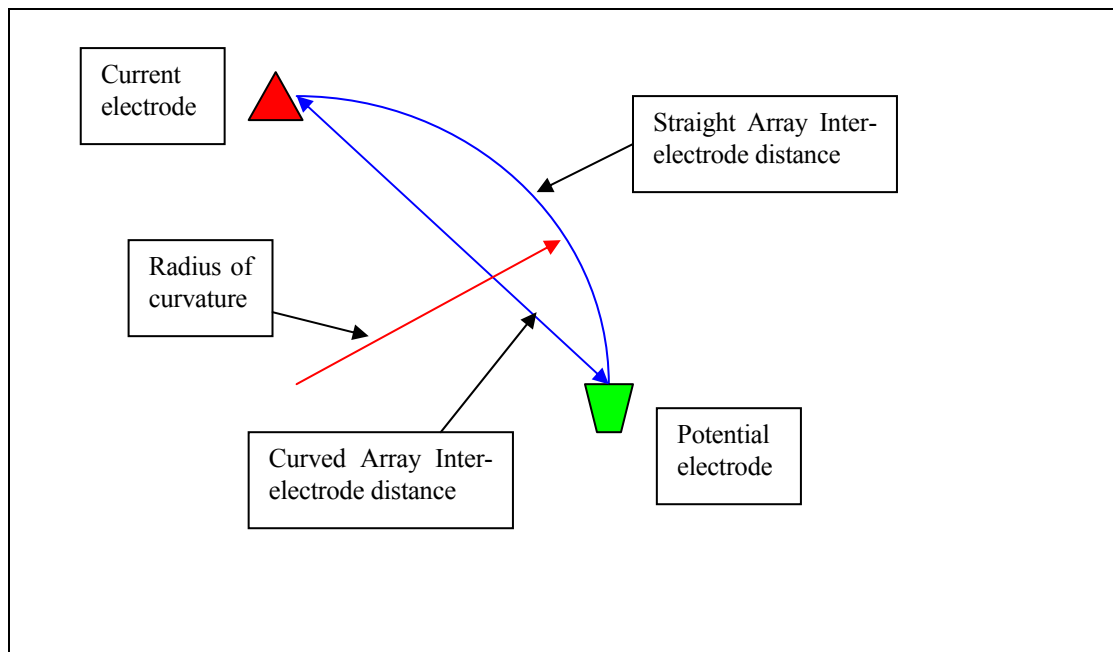 Current
electrode
Straight Array Inter-
electrode distance
Radius of
curvature
Curved Array Inter-
electrode distance
Potential
electrode